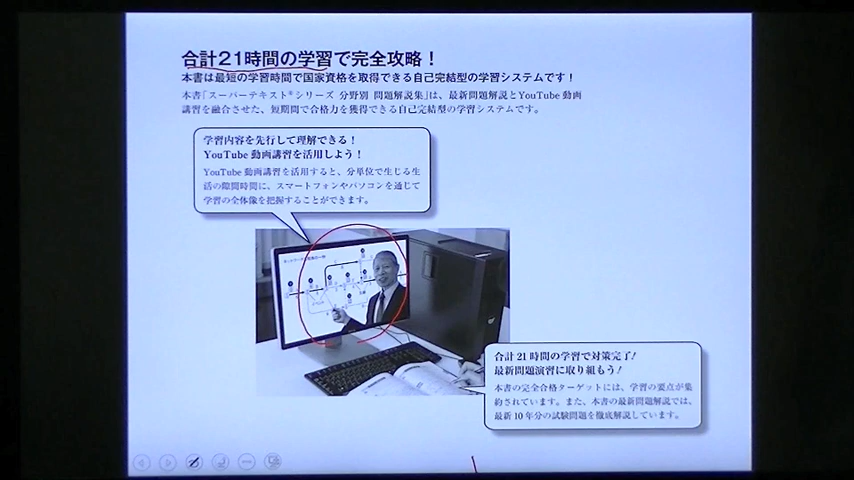 合計21時間の学習で完全攻略！
本書は最短の学習時間で国家資格を取得できる自己完結型の学習システムです！
本書「スーパーテキスト®シリーズ 分野別 問題解説集」は、最新問題解説とYouTube動画
講習を融合させた、短期間で合格力を獲得できる自己完結型の学習システムです。
学習内容を先行して理解できる！
YouTube動画講習を活用しよう！
YouTube動画講習を活用すると、分単位で生じる生
活の隙間時間に、スマートフォンやパソコンを通じて
学習の全体像を把握することができます。
合計21時間の学習で対策完了！
最新問題演習に取り組もう！
本書の完全合格ターゲットには、学習の要点が集
約されています。また、本書の最新問題解説では、
最新10年分の試験問題を徹底解説しています。